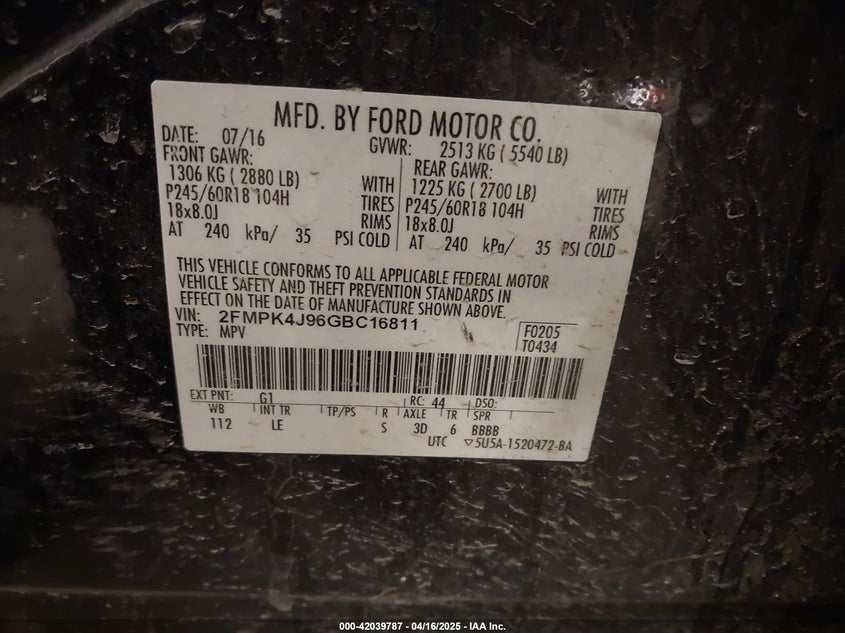 MFD. BY FORD MOTOR CO.
DATE: 07/16 GVWR: 2513 KG ( 5540 LB)
FRONT GAWR: REAR GAWR:
1306 KG ( 2880 LB) WITH 1225 KG ( 2700 LB) WITH
P245/60R18 104H TIRES P245/60R18 104H TIRES
18x8.0J RIMS 18x8.0J RIMS
AT 240 kPa/ 35 PSI COLD AT 240 kPa/ 35 PSI COLD
THIS VEHICLE CONFORMS TO ALL APPLICABLE FEDERAL MOTOR
VEHICLE SAFETY AND THEFT PREVENTION STANDARDS IN
EFFECT ON THE DATE OF MANUFACTURE SHOWN ABOVE.
VIN: 2FMPK4J96GBC16811 F0205
TYPE: MPV T0434
EXT PNT: G1 RC: 44 DSO:
WB INT TR TP/PS R AXLE TR SPR
112 LE S 3D 6 BBBB
UTC ▽5U5A-1520472-BA
000-42039787 - 04/16/2025 - IAA Inc.